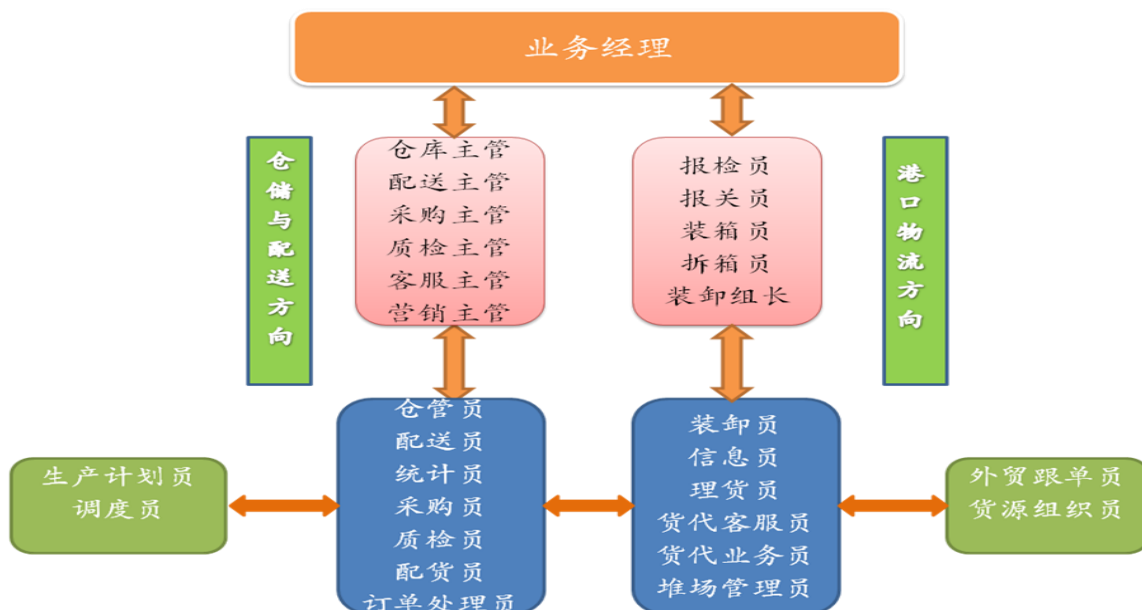 业务经理
仓储与配送方向
仓库主管
配送主管
采购主管
质检主管
客服主管
营销主管
报检员
报关员
装箱员
拆箱员
装卸组长
港口物流方向
生产计划员
调度员
仓管员
配送员
统计员
采购员
质检员
配货员
订单处理员
装卸员
信息员
理货员
货代客服员
货代业务员
堆场管理员
外贸跟单员
货源组织员